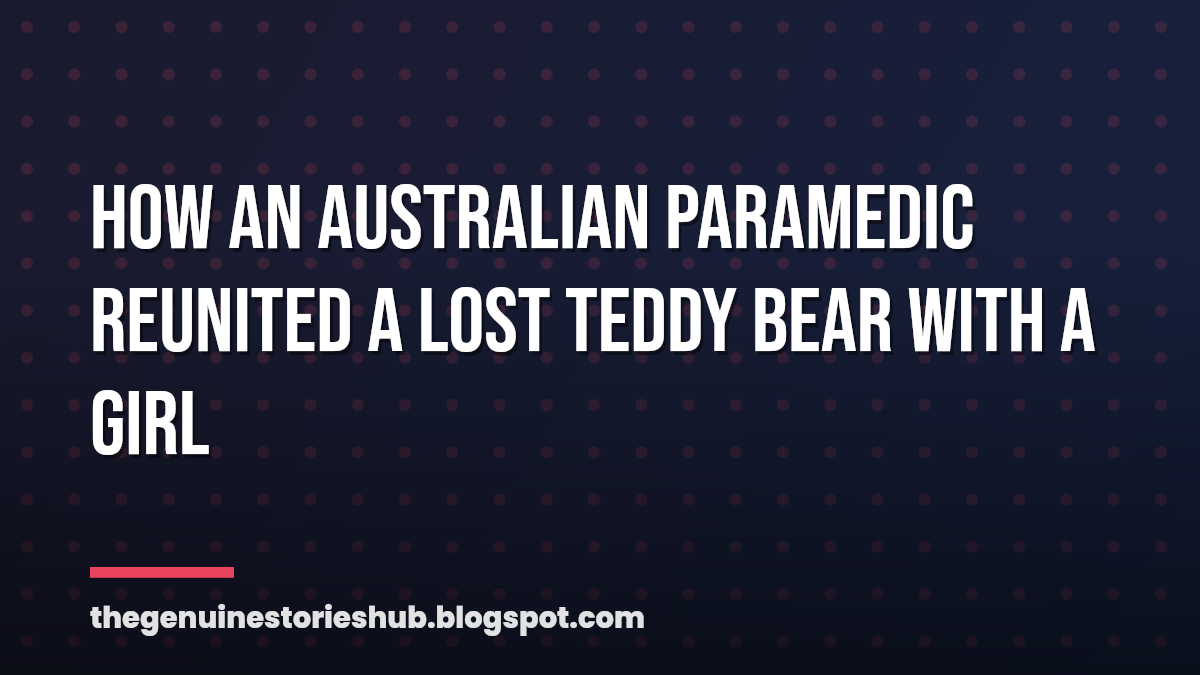 HOW AN AUSTRALIAN PARAMEDIC
REUNITED A LOST TEDDY BEAR WITH A
GIRL
thegenuinestorieshub.blogspot.com